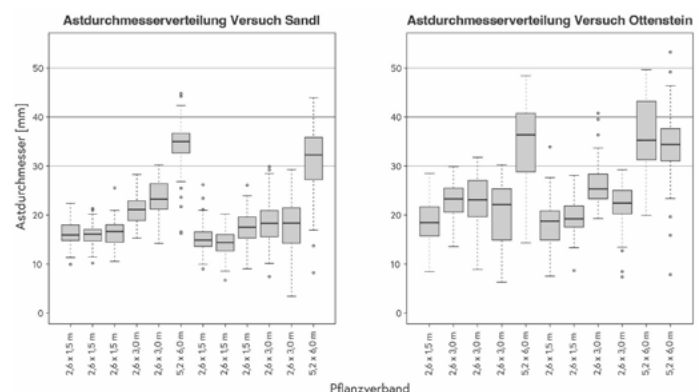 Astdurchmesserverteilung Versuch Sandl
Astdurchmesserverteilung Versuch Ottenstein
Astdurchmesser [mm]
50
40
30
20
10
0
50
40
30
20
10
0
2,6 x 1,5 m
2,6 x 1,5 m
2,6 x 1,5 m
2,6 x 3,0 m
2,6 x 3,0 m
5,2 x 6,0 m
2,6 x 1,5 m
2,6 x 1,5 m
2,6 x 1,5 m
2,6 x 3,0 m
2,6 x 3,0 m
5,2 x 6,0 m
2,6 x 1,5 m
2,6 x 3,0 m
2,6 x 3,0 m
2,6 x 3,0 m
5,2 x 6,0 m
2,6 x 1,5 m
2,6 x 1,5 m
2,6 x 3,0 m
2,6 x 3,0 m
5,2 x 6,0 m
5,2 x 6,0 m
Pflanzverband